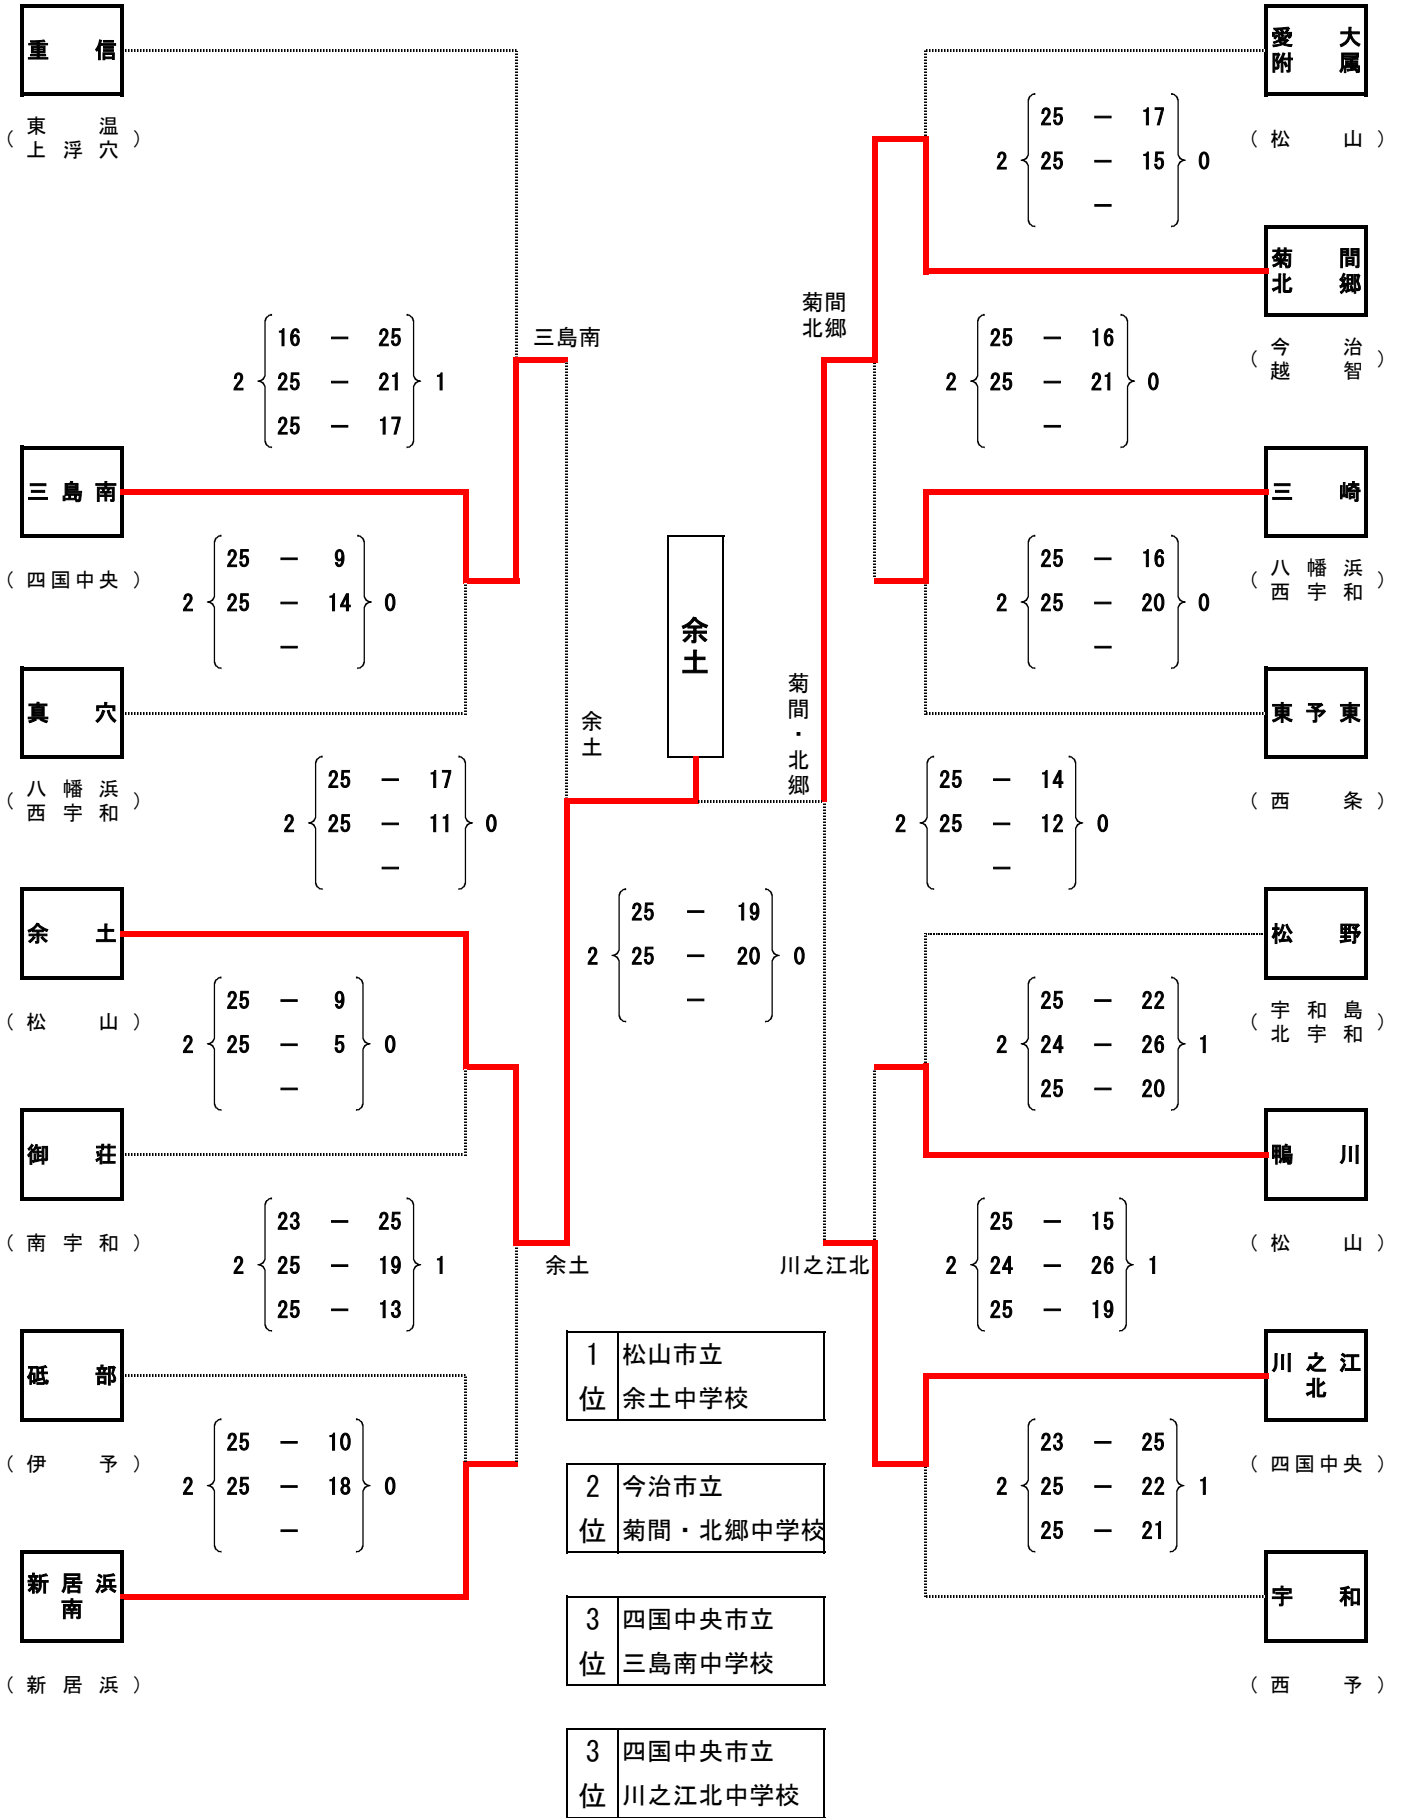 重 信
( 東 温
上 浮 穴 )
16 － 25
2 25 － 21 1
25 － 17
三島南
三 島 南
( 四国中央 )
25 － 9
2 25 － 14 0
－
真 穴
( 八 幡 浜
西 宇 和 )
25 － 17
2 25 － 11 0
－
余
土
余 土
( 松 山 )
25 － 9
2 25 － 5 0
－
御 荘
( 南 宇 和 )
23 － 25
2 25 － 19 1
25 － 13
余土
砥 部
( 伊 予 )
25 － 10
2 25 － 18 0
－
新 居 浜
南
( 新 居 浜 )
余
土
25 － 19
2 25 － 20 0
－
愛 大
附 属
( 松 山 )
25 － 17
2 25 － 15 0
－
菊 間
北 郷
( 今 治
越 智 )
菊間
北郷
25 － 16
2 25 － 21 0
－
三 崎
( 八 幡 浜
西 宇 和 )
25 － 16
2 25 － 20 0
－
東 予 東
( 西 条 )
菊
間
・
北
郷
25 － 14
2 25 － 12 0
－
松 野
( 宇 和 島
北 宇 和 )
25 － 22
2 24 － 26 1
25 － 20
鴨 川
( 松 山 )
川之江北
25 － 15
2 24 － 26 1
25 － 19
川 之 江
北
( 四国中央 )
23 － 25
2 25 － 22 1
25 － 21
宇 和
( 西 予 )
1 松山市立
位 余土中学校
2 今治市立
位 菊間・北郷中学校
3 四国中央市立
位 三島南中学校
3 四国中央市立
位 川之江北中学校